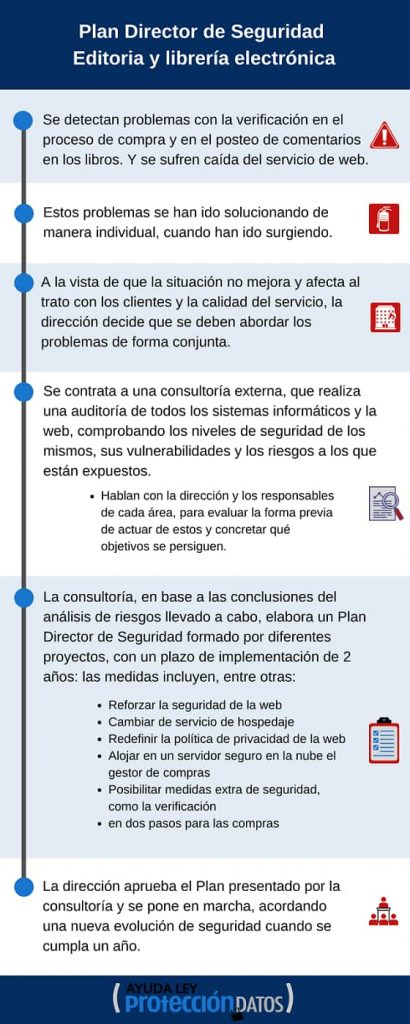 Plan Director de Seguridad
Editoria y librería electrónica
Se detectan problemas con la verificación en el
proceso de compra y en el posteo de comentarios
en los libros. Y se sufren caída del servicio de web.
Estos problemas se han ido solucionando de
manera individual, cuando han ido surgiendo.
A la vista de que la situación no mejora y afecta al
trato con los clientes y la calidad del servicio, la
dirección decide que se deben abordar los
problemas de forma conjunta.
Se contrata a una consultoría externa, que realiza
una auditoría de todos los sistemas informáticos y la
web, comprobando los niveles de seguridad de los
mismos, sus vulnerabilidades y los riesgos a los que
están expuestos.
• Hablan con la dirección y los responsables
de cada área, para evaluar la forma previa
de actuar de estos y concretar qué
objetivos se persiguen.
La consultoría, en base a las conclusiones del
análisis de riesgos llevado a cabo, elabora un Plan
Director de Seguridad formado por diferentes
proyectos, con un plazo de implementación de 2
años: las medidas incluyen, entre otras:
• Reforzar la seguridad de la web
• Cambiar de servicio de hospedaje
• Redefinir la política de privacidad de la web
• Alojar en un servidor seguro en la nube el
gestor de compras
• Posibilitar medidas extra de seguridad,
como la verificación
• en dos pasos para las compras
La dirección aprueba el Plan presentado por la
consultoría y se pone en marcha, acordando
una nueva evolución de seguridad cuando se
cumpla un año.
AYUDA LEY
(PROTECCIÓNDATOS)